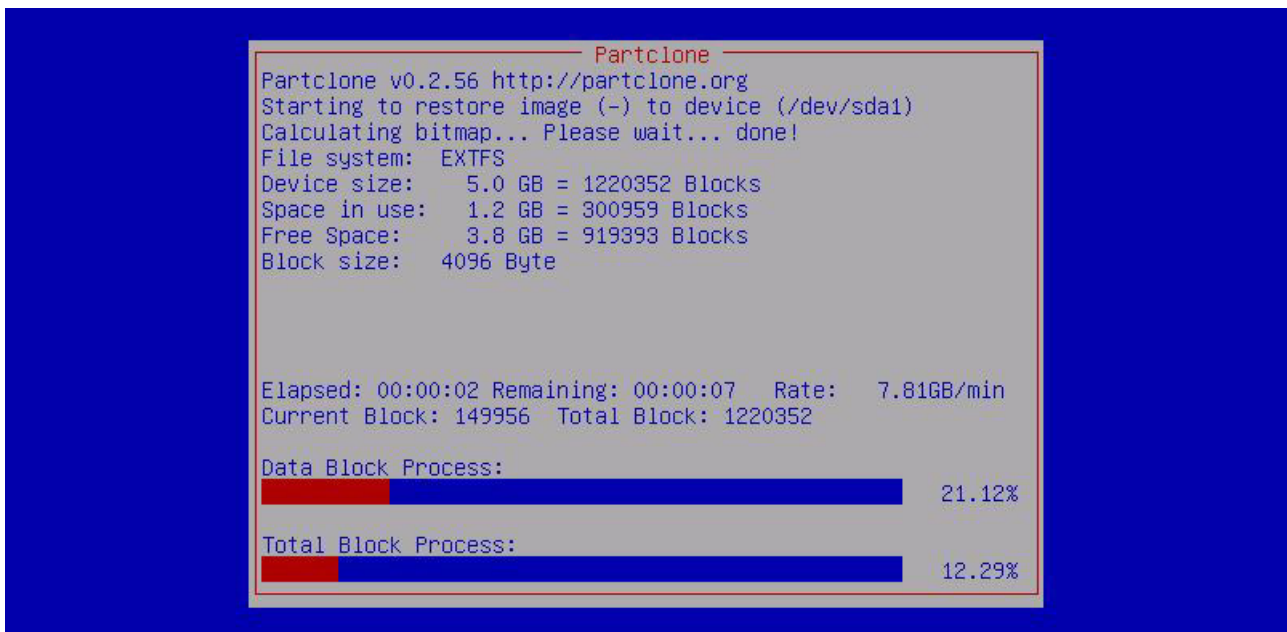 Partclone
Partclone v0.2.56 http://partclone.org
Starting to restore image (-) to device (/dev/sda1)
Calculating bitmap... Please wait... done!
File system:  EXTFS
Device size:    5.0 GB = 1220352 Blocks
Space in use:   1.2 GB = 300959 Blocks
Free Space:     3.8 GB = 919393 Blocks
Block size:   4096 Byte
Elapsed: 00:00:02 Remaining: 00:00:07   Rate:   7.81GB/min
Current Block: 149956  Total Block: 1220352
Data Block Process:
21.12%
Total Block Process:
12.29%